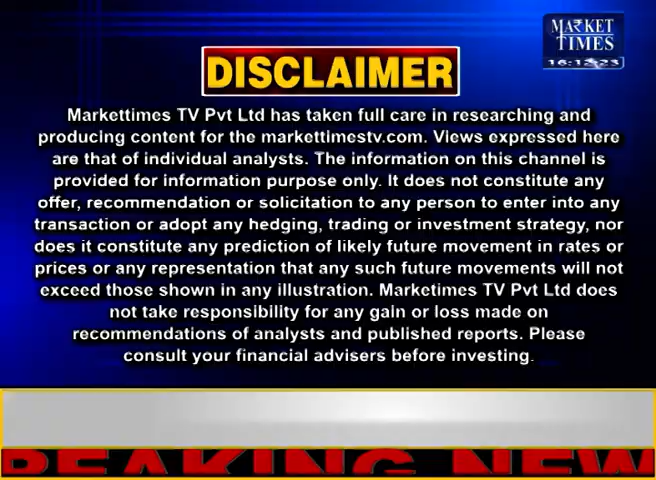 MARKET
TIMES
16:12:23
DISCLAIMER
Markettimes TV Pvt Ltd has taken full care in researching and
producing content for the markettimestv.com. Views expressed here
are that of individual analysts. The information on this channel is
provided for information purpose only. It does not constitute any
offer, recommendation or solicitation to any person to enter into any
transaction or adopt any hedging, trading or investment strategy, nor
does it constitute any prediction of likely future movement in rates or
prices or any representation that any such future movements will not
exceed those shown in any illustration. Marketimes TV Pvt Ltd does
not take responsibility for any gain or loss made on
recommendations of analysts and published reports. Please
consult your financial advisers before investing.
BREAKING NEW